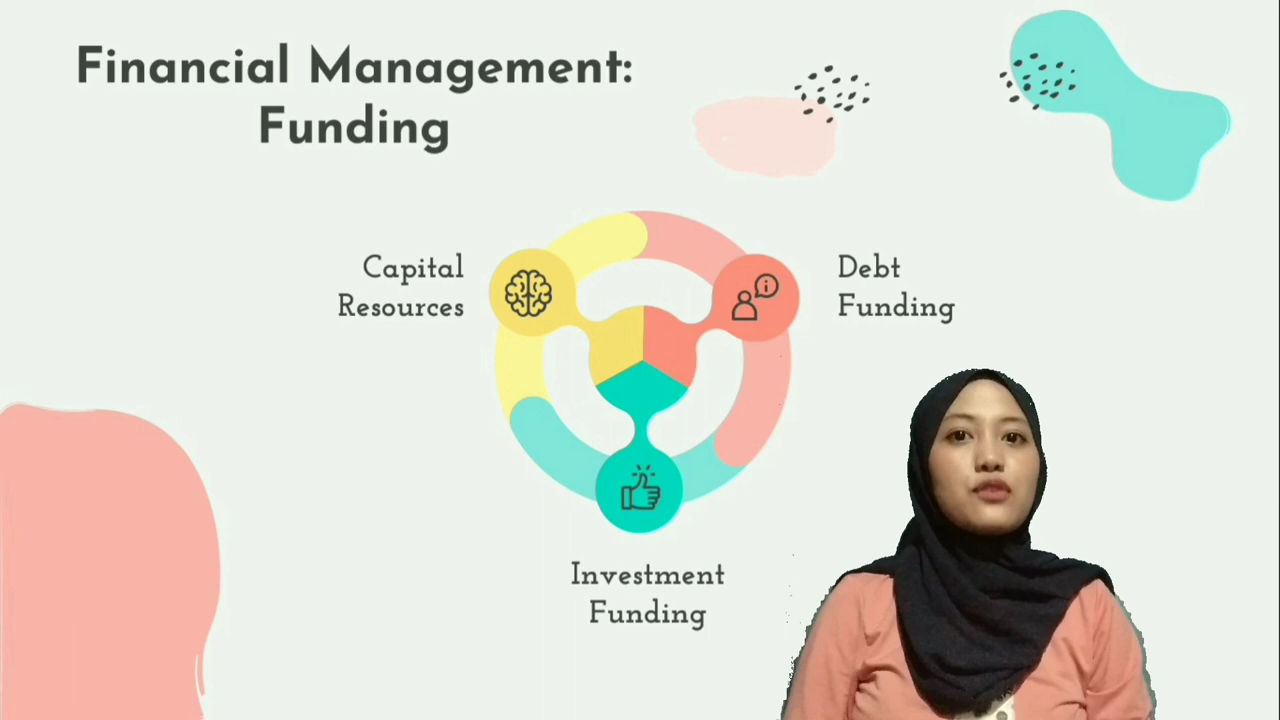 Financial Management:
Funding
Capital
Resources
Debt
Funding
Investment
Funding